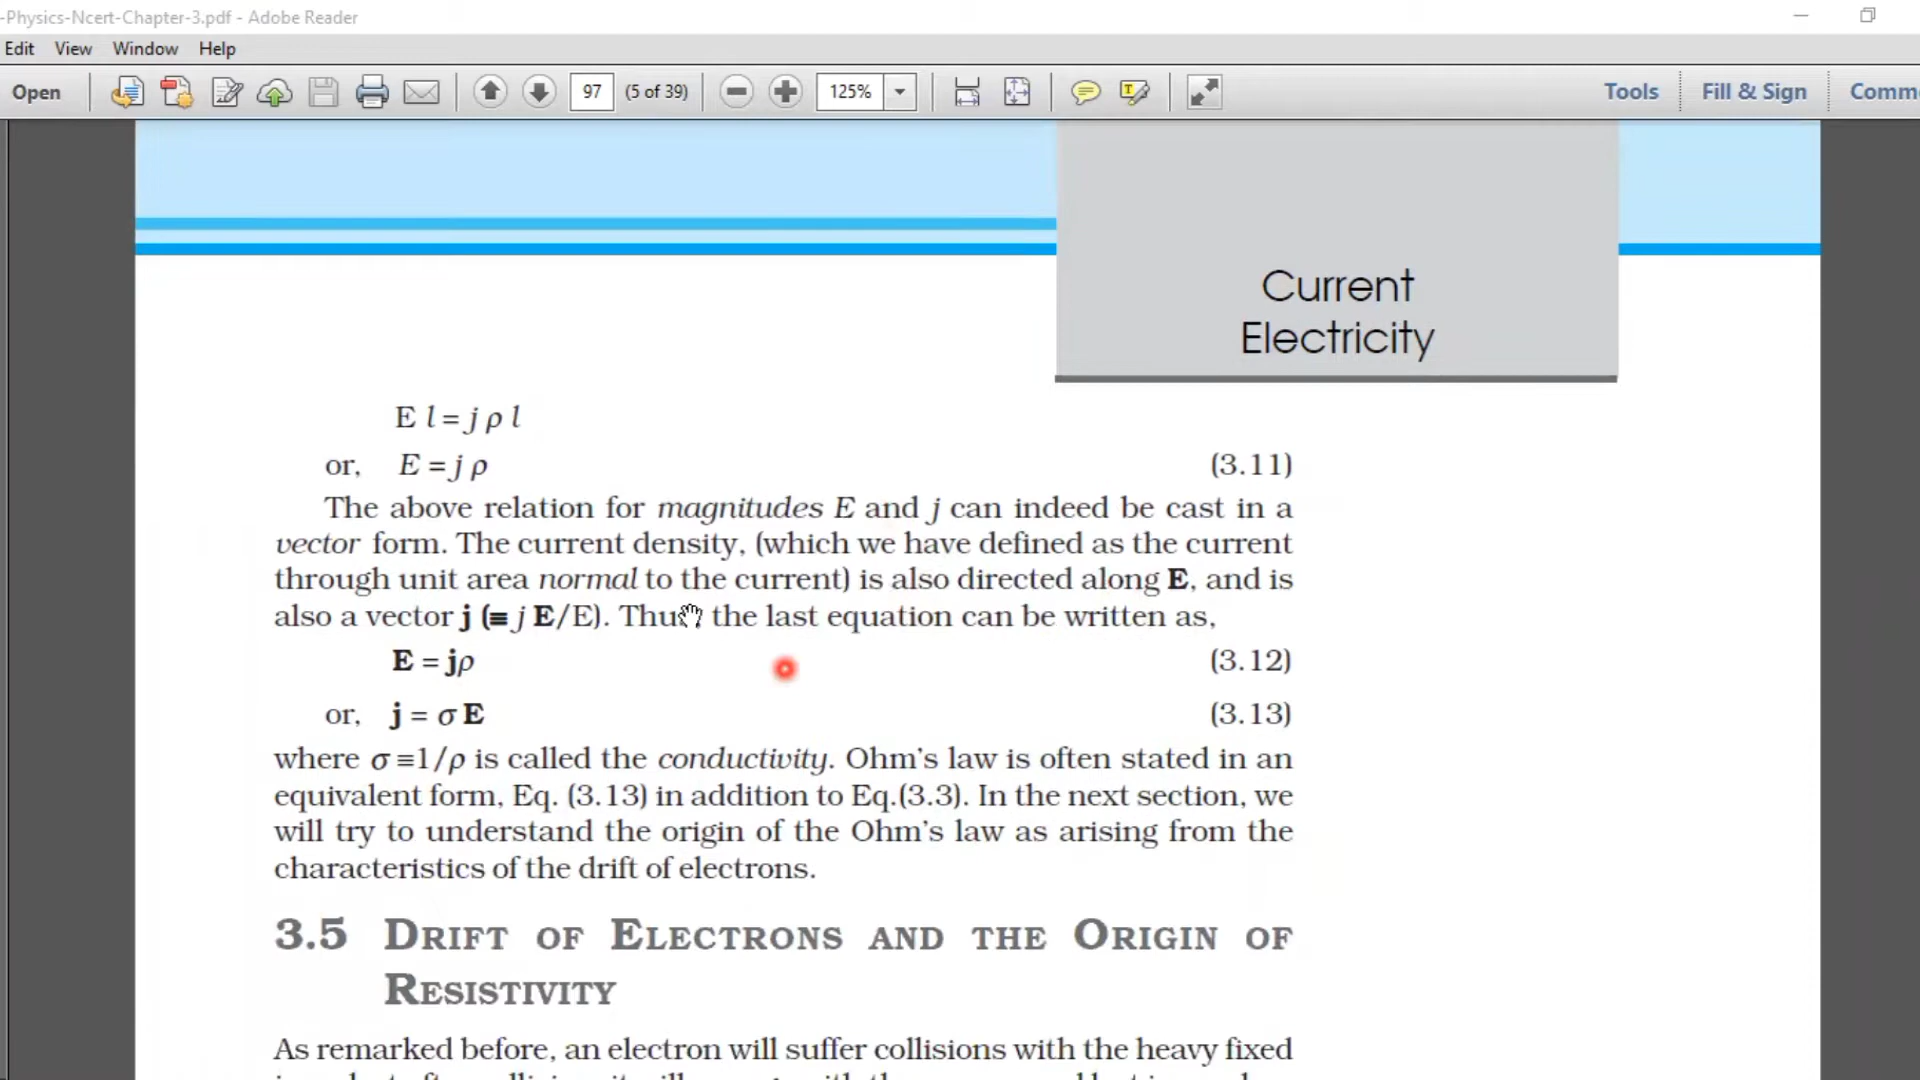 -Physics-Ncert-Chapter-3.pdf - Adobe Reader
Edit View Window Help
Open 97 (5 of 39) 125% Tools Fill & Sign
Current
Electricity
E l = j ρ l
or, E = j ρ (3.11)
The above relation for magnitudes E and j can indeed be cast in a
vector form. The current density, (which we have defined as the current
through unit area normal to the current) is also directed along E, and is
also a vector j (≡ j E/E). Thus the last equation can be written as,
E = jρ (3.12)
or, j = σ E (3.13)
where σ ≡1/ρ is called the conductivity. Ohm's law is often stated in an
equivalent form, Eq. (3.13) in addition to Eq.(3.3). In the next section, we
will try to understand the origin of the Ohm's law as arising from the
characteristics of the drift of electrons.
3.5 DRIFT OF ELECTRONS AND THE ORIGIN OF
RESISTIVITY
As remarked before, an electron will suffer collisions with the heavy fixed